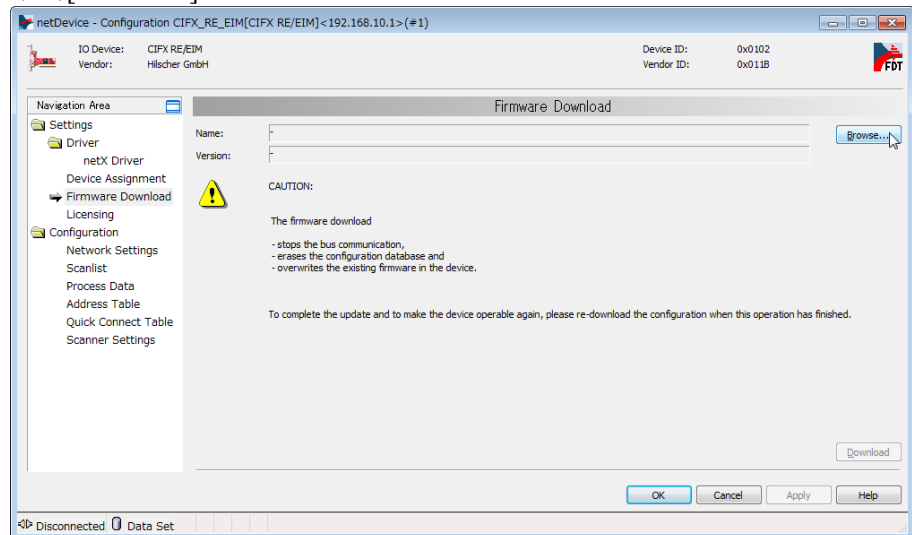 netDevice - Configuration CIFX_RE_EIM[CIFX RE/EIM]<192.168.10.1>(#1)
IO Device: CIFX RE/EIM Device ID: 0x0102
Vendor: Hilscher GmbH Vendor ID: 0x011B
FDT
Navigation Area
Firmware Download
Settings
Driver
netX Driver
Device Assignment
Firmware Download
Licensing
Configuration
Network Settings
Scanlist
Process Data
Address Table
Quick Connect Table
Scanner Settings
Name: -
Browse...
Version: -
CAUTION:
The firmware download
- stops the bus communication,
- erases the configuration database and
- overwrites the existing firmware in the device.
To complete the update and to make the device operable again, please re-download the configuration when this operation has finished.
Download
OK Cancel Apply Help
Disconnected Data Set